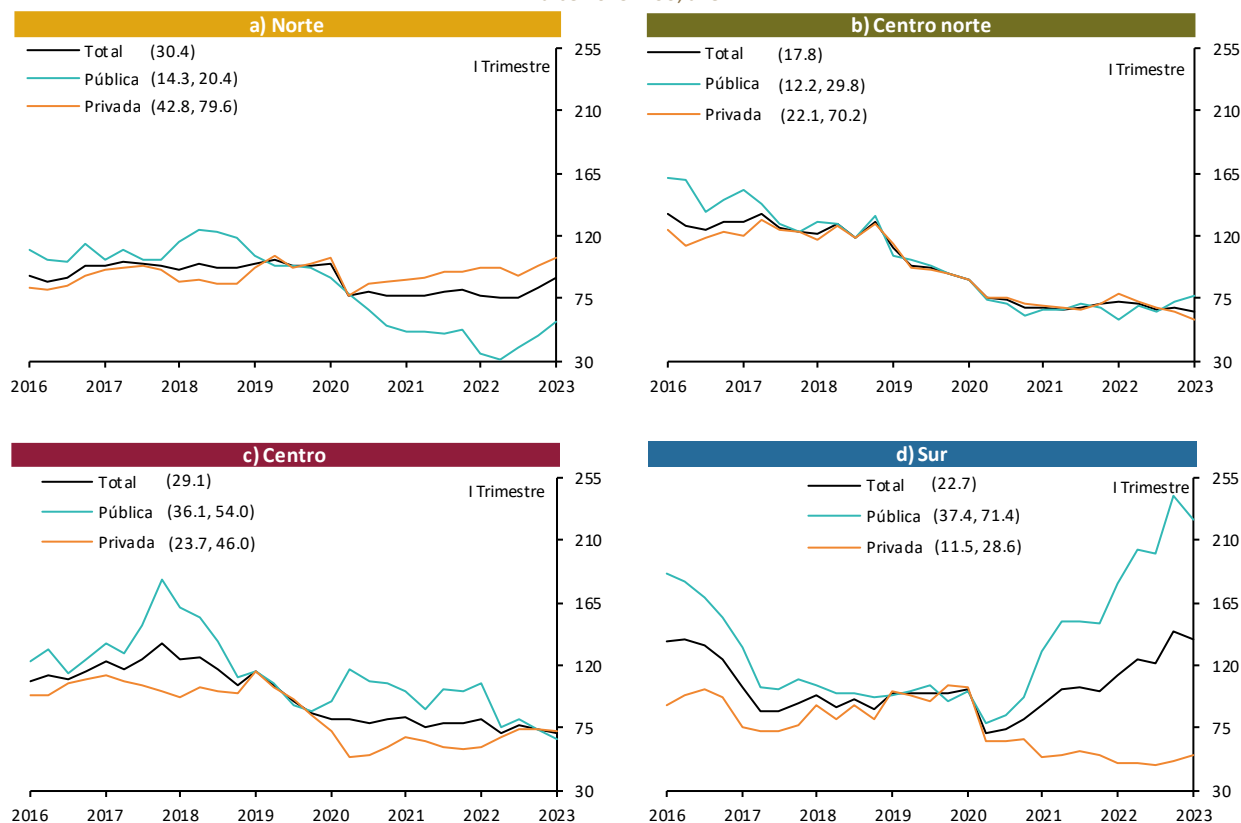 a) Norte
Total (30.4)
Pública (14.3, 20.4)
Privada (42.8, 79.6)
I Trimestre
255
210
165
120
75
30
2016 2017 2018 2019 2020 2021 2022 2023
b) Centro norte
Total (17.8)
Pública (12.2, 29.8)
Privada (22.1, 70.2)
I Trimestre
255
210
165
120
75
30
2016 2017 2018 2019 2020 2021 2022 2023
c) Centro
Total (29.1)
Pública (36.1, 54.0)
Privada (23.7, 46.0)
I Trimestre
255
210
165
120
75
30
2016 2017 2018 2019 2020 2021 2022 2023
d) Sur
Total (22.7)
Pública (37.4, 71.4)
Privada (11.5, 28.6)
I Trimestre
255
210
165
120
75
30
2016 2017 2018 2019 2020 2021 2022 2023